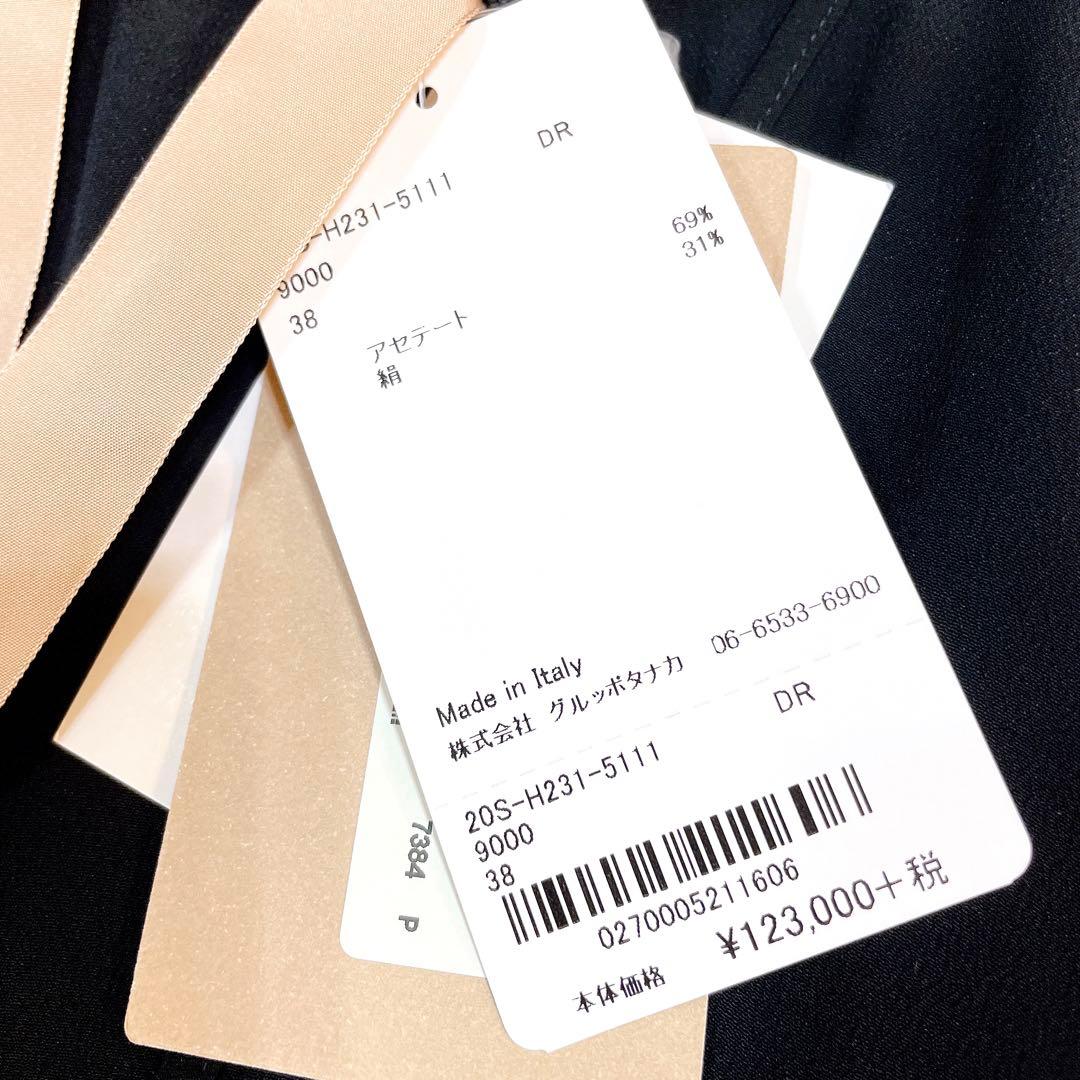 DR
S-H231-5111
9000
38
アセテート 69%
絹 31%
Made in Italy
株式会社 グルッポタナカ 06-6533-6900
DR
20S-H231-5111
9000
38
0270005211606
本体価格 ¥123,000+税
7384 P